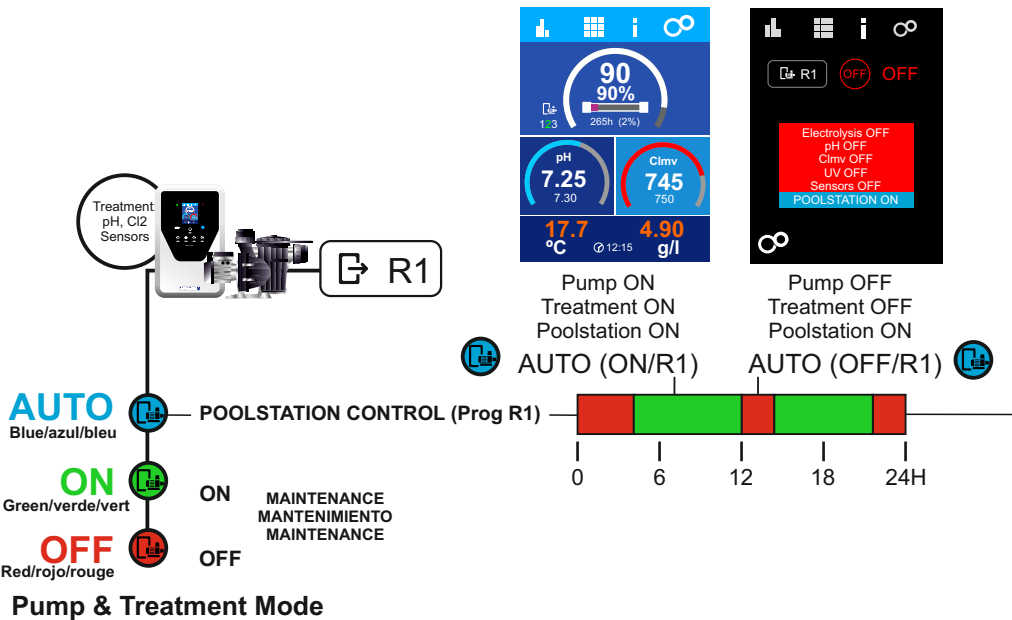 90
90%
123
265h (2%)
pH
7.25
7.30
Clmv
745
750
17.7
ºC
12:15
4.90
g/l
R1
OFF
OFF
Electrolysis OFF
pH OFF
Clmv OFF
UV OFF
Sensors OFF
POOLSTATION ON
Treatment
pH, Cl2
Sensors
R1
Pump ON
Treatment ON
Poolstation ON
AUTO (ON/R1)
Pump OFF
Treatment OFF
Poolstation ON
AUTO (OFF/R1)
AUTO
Blue/azul/bleu
POOLSTATION CONTROL (Prog R1)
0 6 12 18 24H
ON
Green/verde/vert
ON
MAINTENANCE
MANTENIMIENTO
MAINTENANCE
OFF
Red/rojo/rouge
OFF
Pump & Treatment Mode